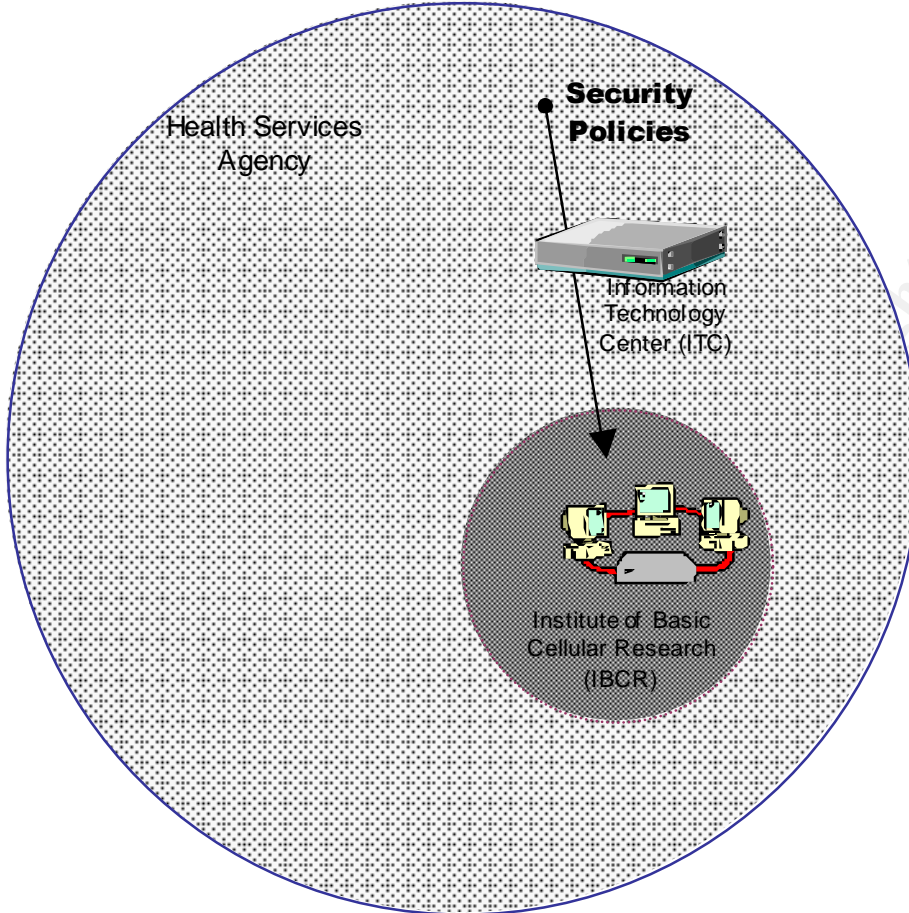 Health Services
Agency
Security
Policies
Information
Technology
Center (ITC)
Institute of Basic
Cellular Research
(IBCR)